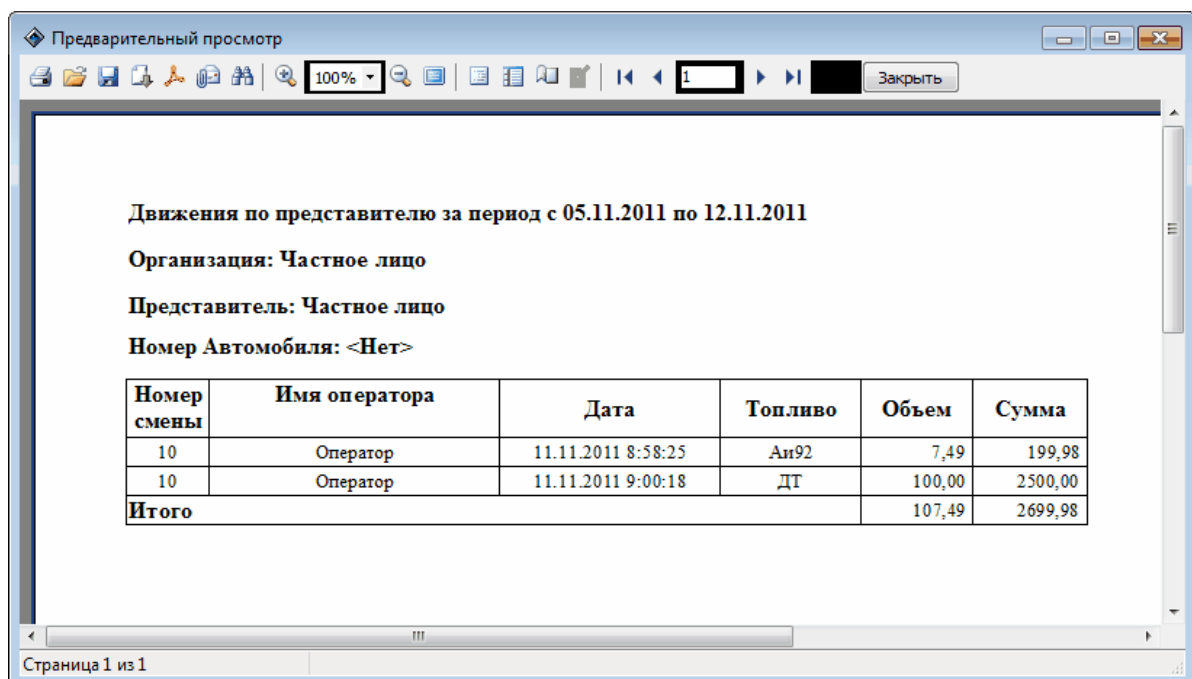 Предварительный просмотр
100% 1 Закрыть
Движения по представителю за период с 05.11.2011 по 12.11.2011
Организация: Частное лицо
Представитель: Частное лицо
Номер Автомобиля: <Нет>
Номер смены Имя оператора Дата Топливо Объем Сумма
10 Оператор 11.11.2011 8:58:25 Аи92 7,49 199,98
10 Оператор 11.11.2011 9:00:18 ДТ 100,00 2500,00
Итого 107,49 2699,98
Страница 1 из 1